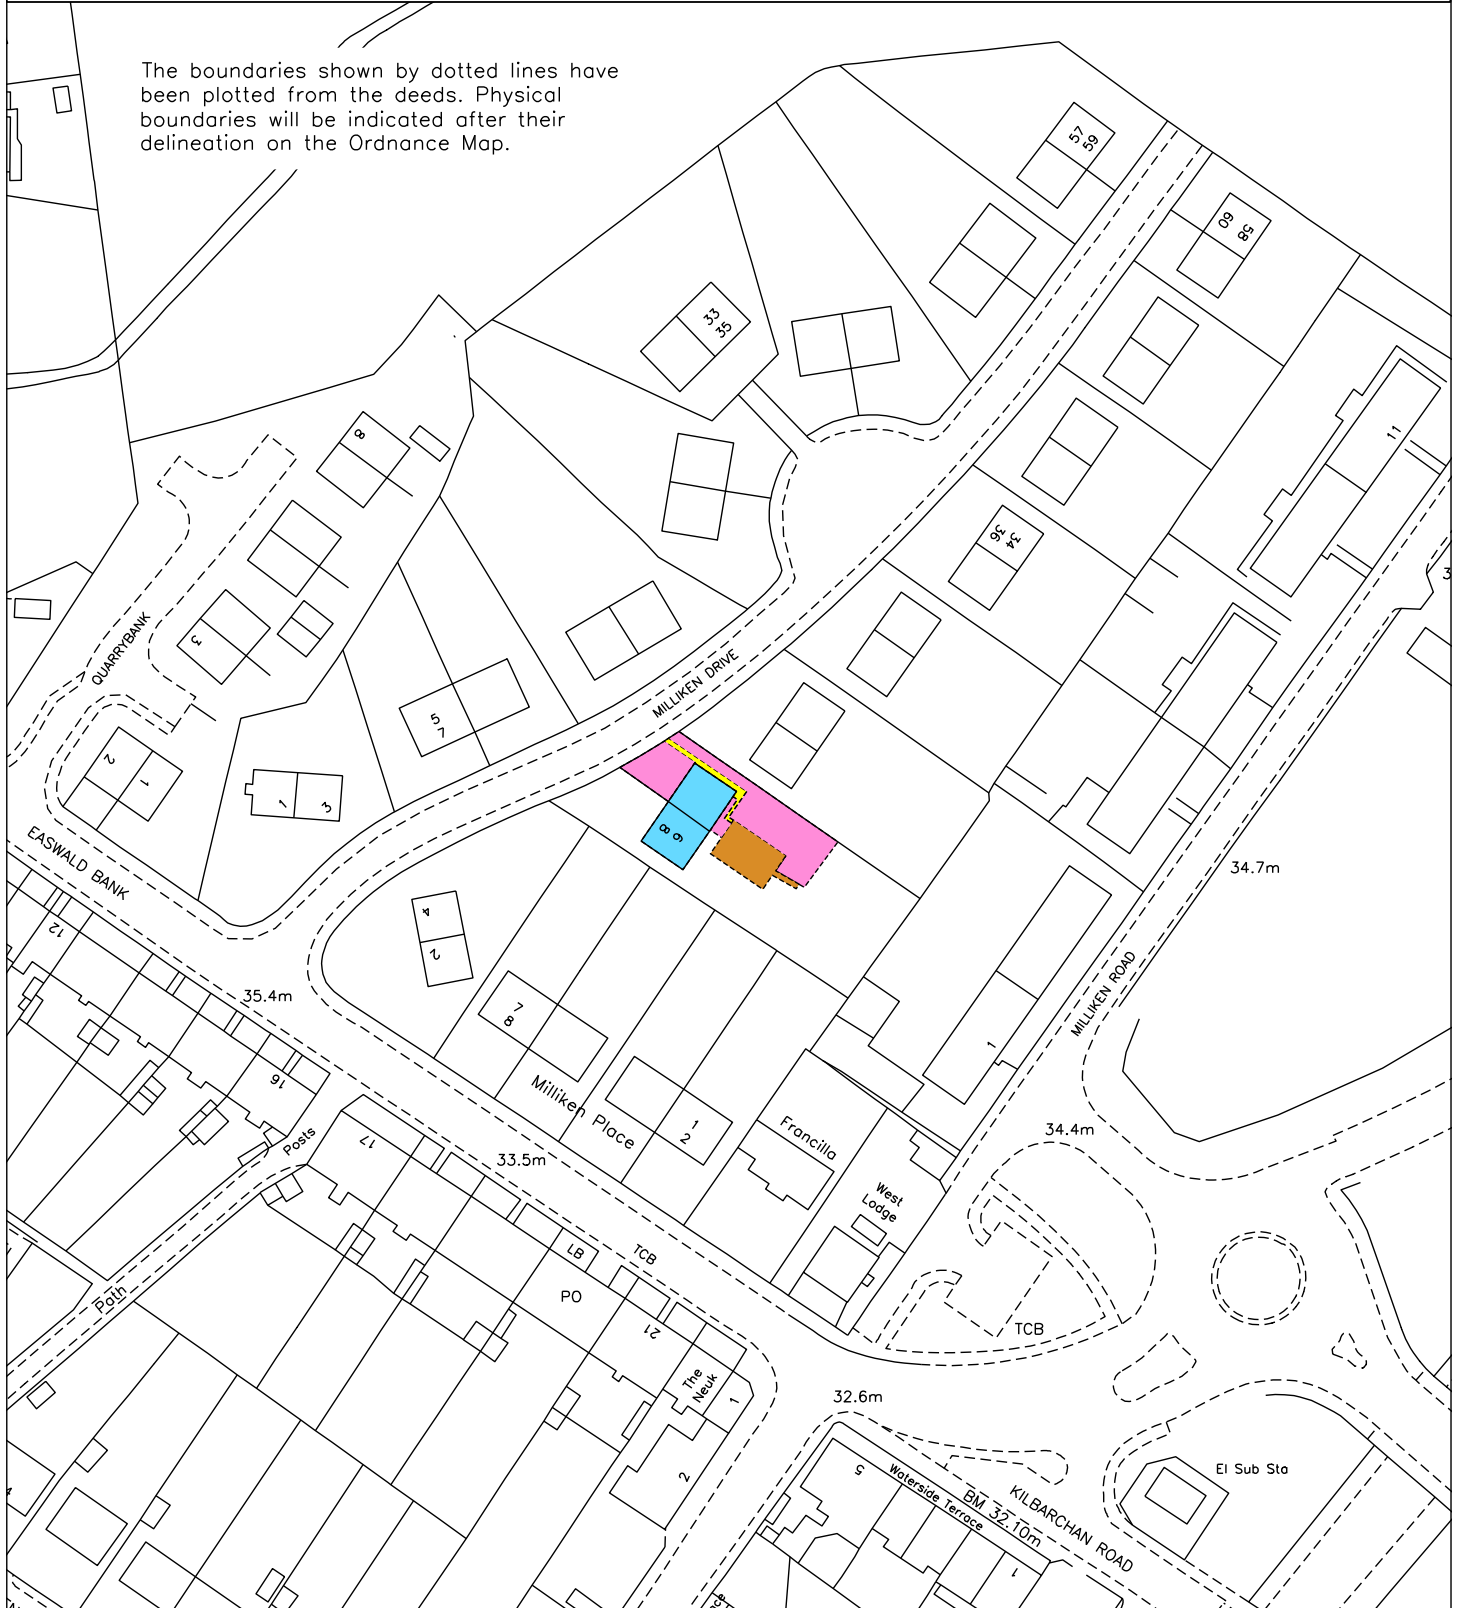 The boundaries shown by dotted lines have
been plotted from the deeds. Physical
boundaries will be indicated after their
delineation on the Ordnance Map.
57
59
60
58
33
35
8
11
36
34
3
QUARRYBANK
3
MILLIKEN DRIVE
5
7
2
1
1
3
8
6
EASWALD BANK
34.7m
4
2
12
35.4m
7
8
MILLIKEN ROAD
1
16
Milliken Place
1
2
Francilla
34.4m
17
Posts
33.5m
West
Lodge
LB
TCB
Path
PO
TCB
21
The
Neuk
1
32.6m
2
5
Waterside Terrace
BM 32.10m
KILBARCHAN ROAD
El Sub Sta
1